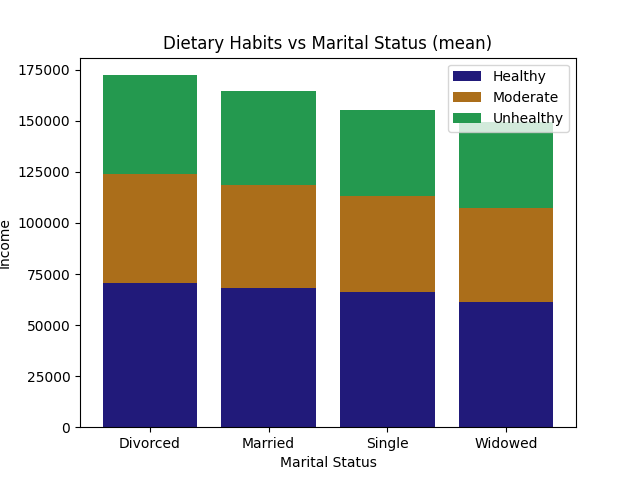 Dietary Habits vs Marital Status (mean)
Healthy
Moderate
Unhealthy
175000
150000
125000
100000
75000
50000
25000
0
Income
Divorced Married Single Widowed
Marital Status